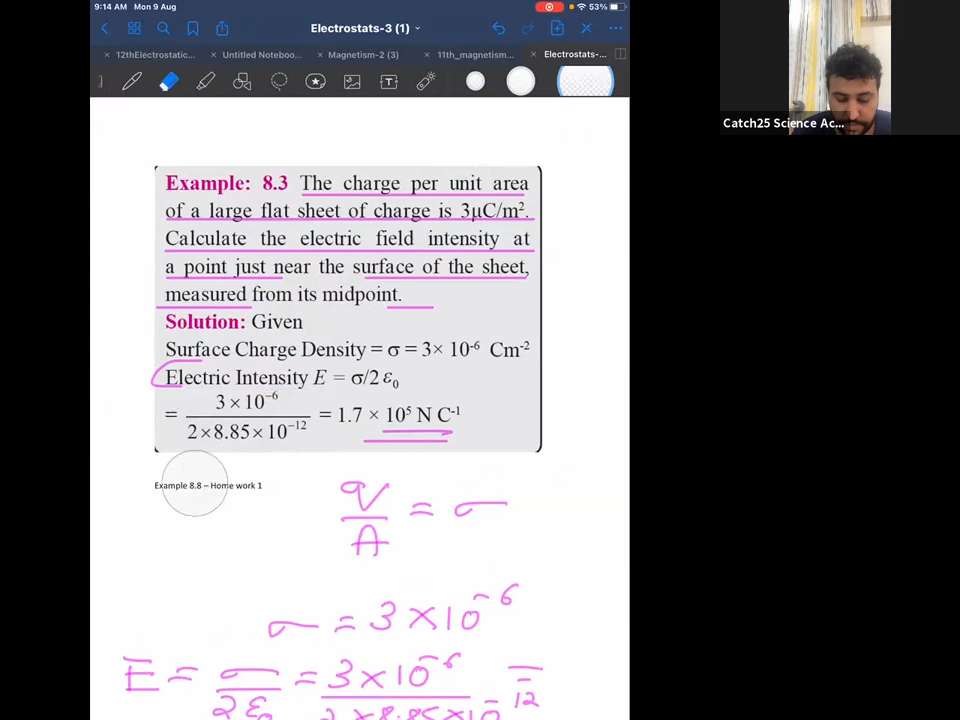 9:14 AM Mon 9 Aug
53%
Electrostats-3 (1)
12thElectrostatic...
Untitled Noteboo...
Magnetism-2 (3)
11th_magnetism...
Electrostats-...
Catch25 Science Ac...
Example: 8.3 The charge per unit area
of a large flat sheet of charge is 3μC/m².
Calculate the electric field intensity at
a point just near the surface of the sheet,
measured from its midpoint.
Solution: Given
Surface Charge Density = σ = 3× 10⁻⁶ Cm⁻²
Electric Intensity E = σ/2 ε₀
= 3 × 10⁻⁶ / 2×8.85×10⁻¹² = 1.7 × 10⁵ N C⁻¹
Example 8.8 – Home work 1
q/A = σ
σ = 3 × 10⁻⁶
E = σ/2ε₀ = 3 × 10⁻⁶ / 2 × 8.85 × 10⁻¹²